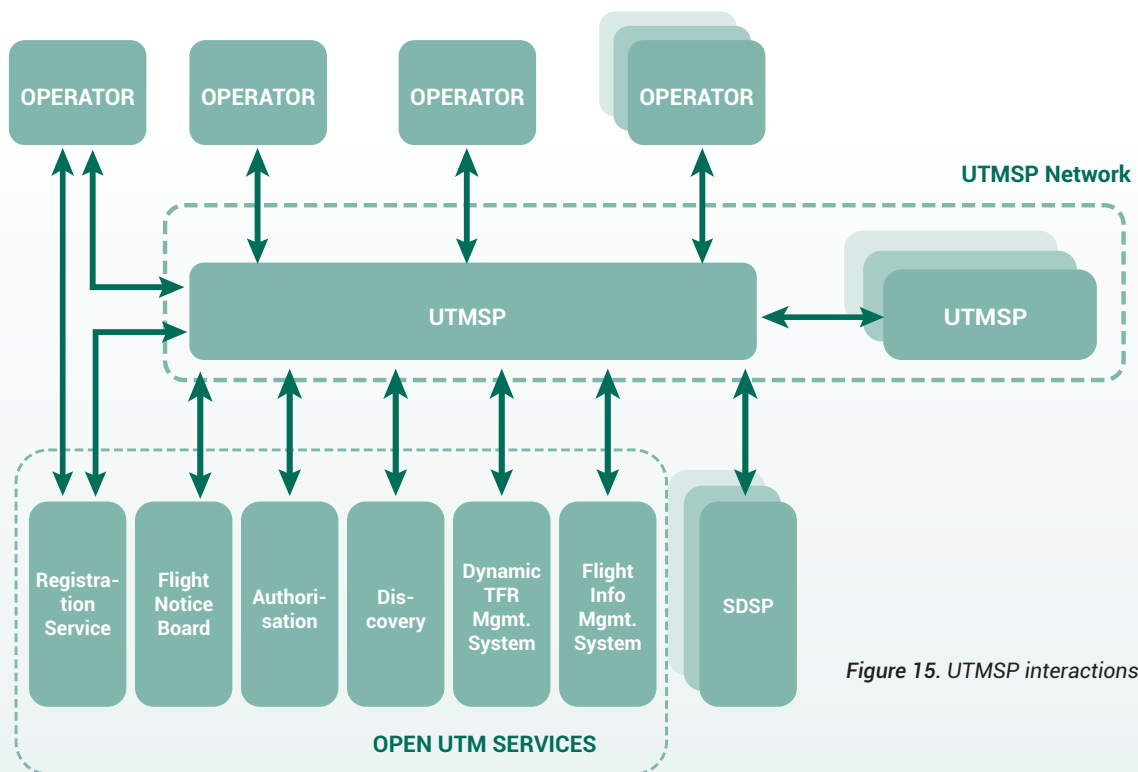 OPERATOR
OPERATOR
OPERATOR
OPERATOR
UTMSP Network
UTMSP
UTMSP
Registra-
tion
Service
Flight
Notice
Board
Authori-
sation
Dis-
covery
Dynamic
TFR
Mgmt.
System
Flight
Info
Mgmt.
System
SDSP
Figure 15. UTMSP interactions
OPEN UTM SERVICES